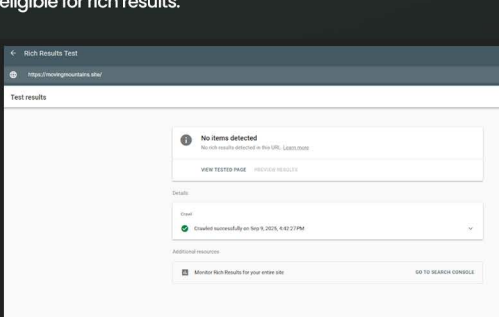 eligible for rich results.
Rich Results Test
https://movingmountains.site/
Test results
No items detected
No rich results detected in this URL. Learn more
VIEW TESTED PAGE PREVIEW RESULTS
Details
Crawl
Crawled successfully on Sep 9, 2025, 4:42:27 PM
Additional resources
Monitor Rich Results for your entire site
GO TO SEARCH CONSOLE